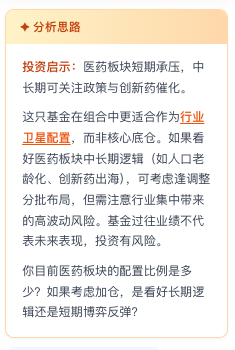 分析思路
投资启示：医药板块短期承压，中
长期可关注政策与创新药催化。
这只基金在组合中更适合作为行业
卫星配置，而非核心底仓。如果看
好医药板块中长期逻辑（如人口老
龄化、创新药出海），可考虑逢调整
分批布局，但需注意行业集中带来
的高波动风险。基金过往业绩不代
表未来表现，投资有风险。
你目前医药板块的配置比例是多
少？如果考虑加仓，是看好长期逻
辑还是短期博弈反弹？